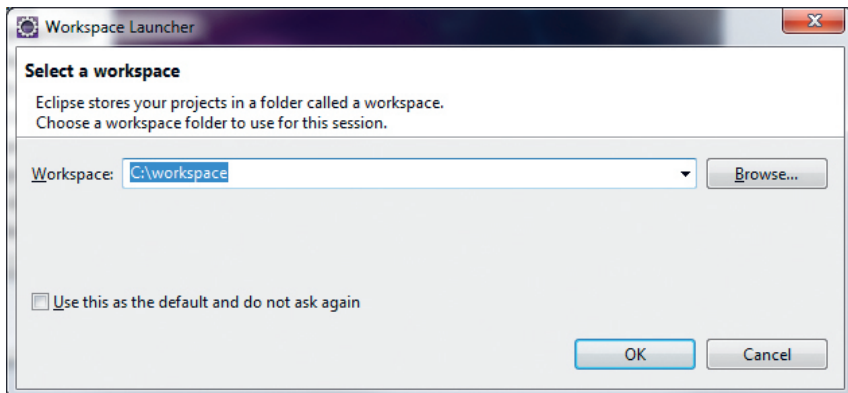 Workspace Launcher
Select a workspace
Eclipse stores your projects in a folder called a workspace.
Choose a workspace folder to use for this session.
Workspace: C:\workspace Browse...
Use this as the default and do not ask again
OK Cancel